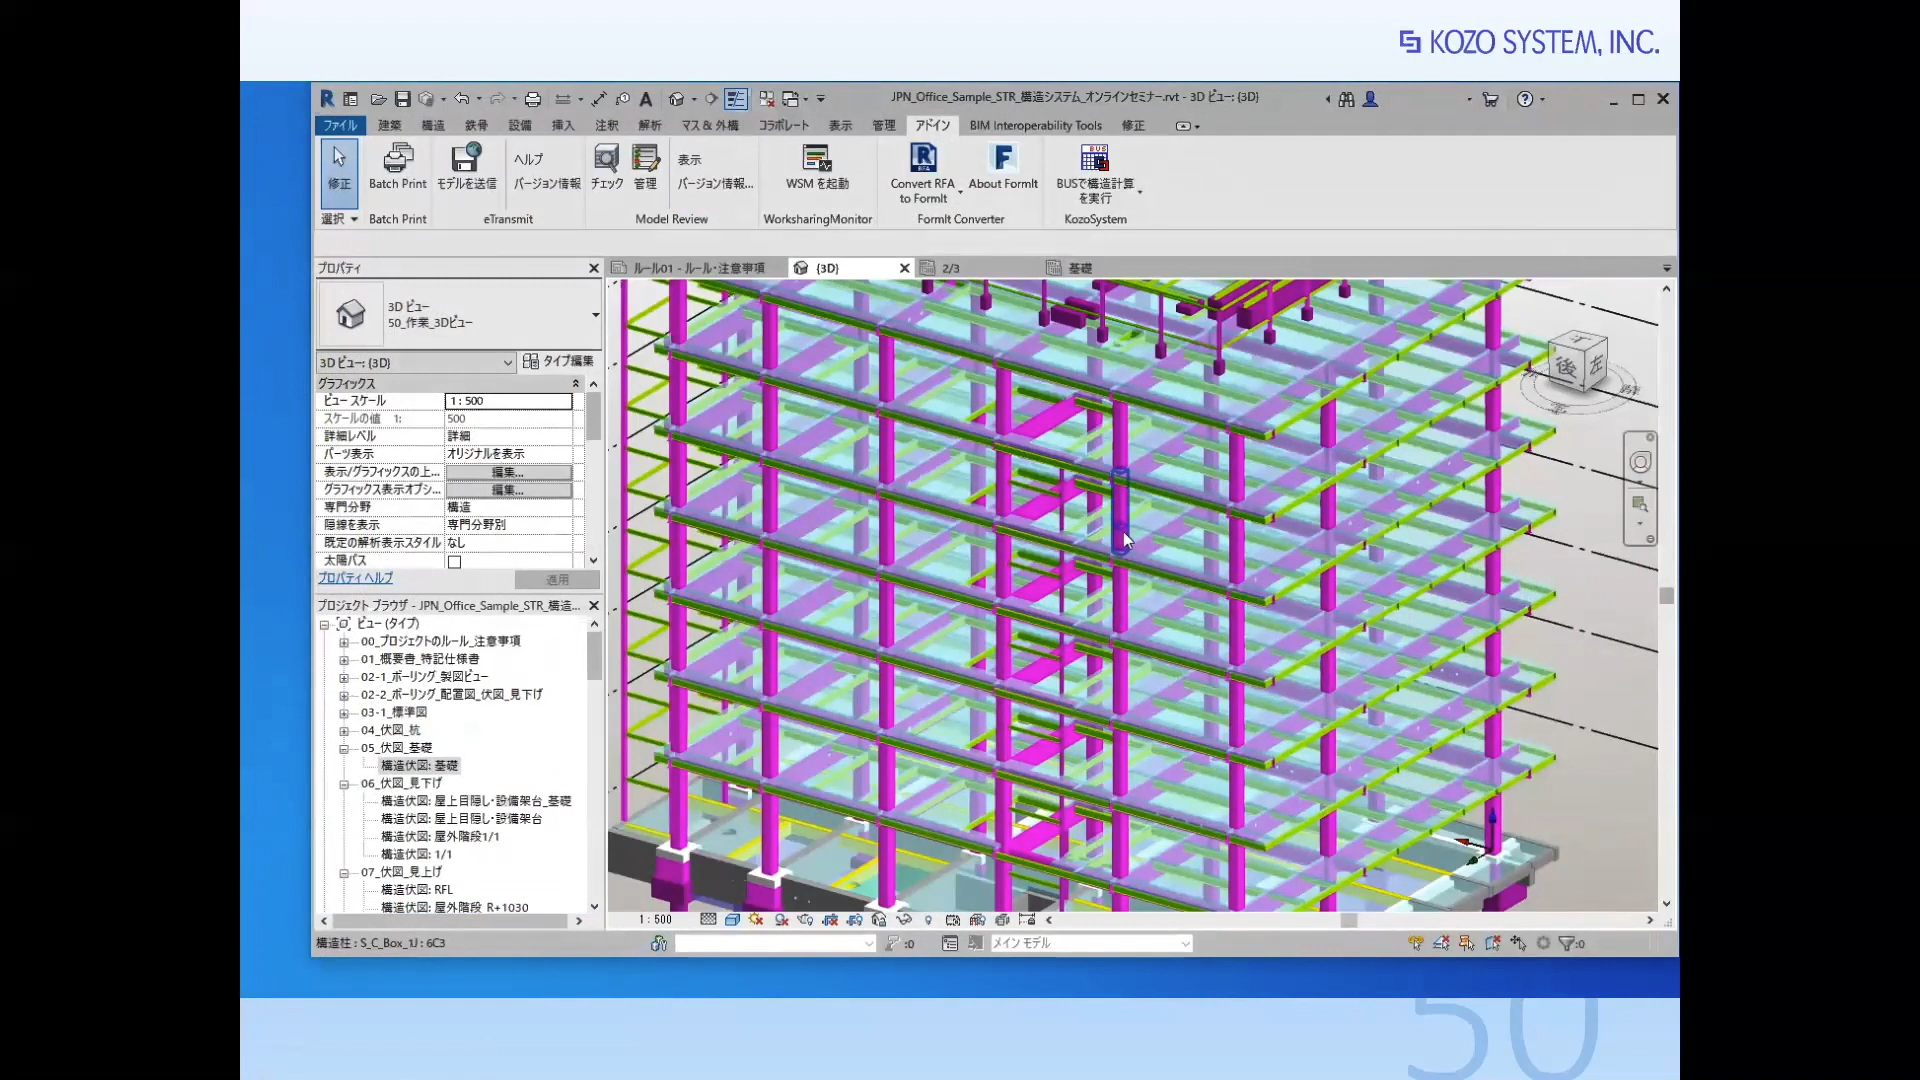 KOZO SYSTEM, INC.
JPN_Office_Sample_STR_構造システム_オンラインセミナー.rvt - 3D ビュー: {3D}
ファイル 建築 構造 鉄骨 設備 挿入 注釈 解析 マス & 外構 コラボレート 表示 管理 アドイン BIM Interoperability Tools 修正
修正 Batch Print モデルを送信 ヘルプ バージョン情報 チェック 管理 表示 バージョン情報... WSM を起動 Convert RFA to FormIt About FormIt BUSで構造計算を実行
選択 Batch Print eTransmit Model Review WorksharingMonitor FormIt Converter KozoSystem
プロパティ
ルール01 - ルール・注意事項 {3D} 2/3 基礎
3D ビュー
50_作業_3Dビュー
3D ビュー: {3D} タイプ編集
グラフィックス
ビュー スケール 1 : 500
スケールの値 1: 500
詳細レベル 詳細
パーツ表示 オリジナルを表示
表示/グラフィックスの上... 編集...
グラフィックス表示オプシ... 編集...
専門分野 構造
隠線を表示 専門分野別
既定の解析表示スタイル なし
太陽パス
プロパティ ヘルプ 適用
プロジェクト ブラウザ - JPN_Office_Sample_STR_構造...
ビュー (タイプ)
00_プロジェクトのルール_注意事項
01_概要書_特記仕様書
02-1_ボーリング_製図ビュー
02-2_ボーリング_配置図_伏図_見下げ
03-1_標準図
04_伏図_杭
05_伏図_基礎
構造伏図: 基礎
06_伏図_見下げ
構造伏図: 屋上目隠し・設備架台_基礎
構造伏図: 屋上目隠し・設備架台
構造伏図: 屋外階段1/1
構造伏図: 1/1
07_伏図_見上げ
構造伏図: RFL
構造伏図: 屋外階段 R+1030
後 左
1 : 500
構造柱 : S_C_Box_1J : 6C3 :0 メイン モデル :0
50